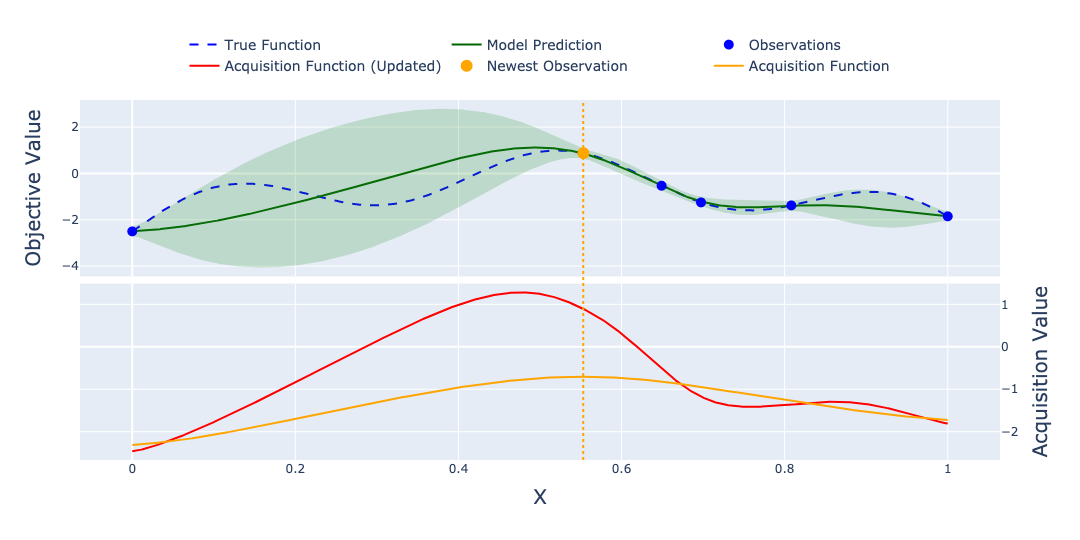 True Function
Model Prediction
Observations
Acquisition Function (Updated)
Newest Observation
Acquisition Function
Objective Value
2
0
−2
−4
Acquisition Value
1
0
−1
−2
0
0.2
0.4
0.6
0.8
1
X